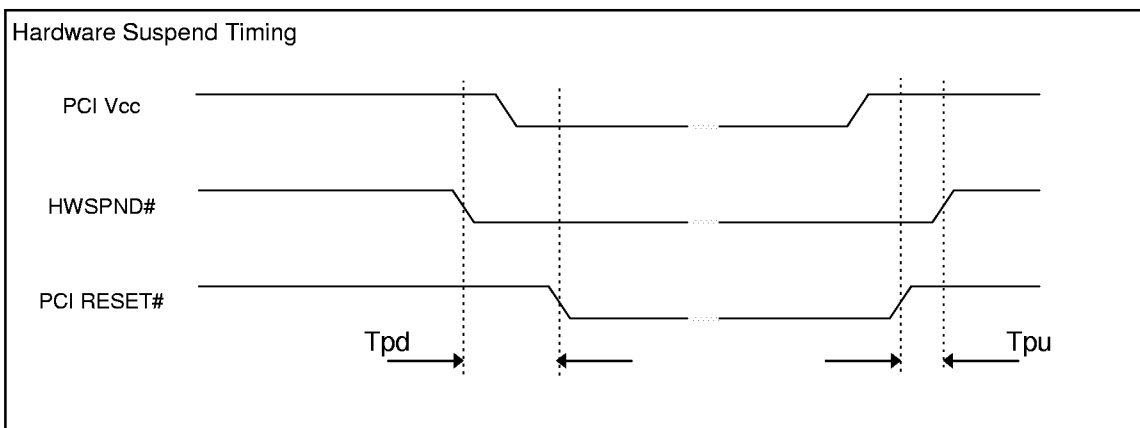 Hardware Suspend Timing
PCI Vcc
HWSPND#
PCI RESET#
Tpd
Tpu